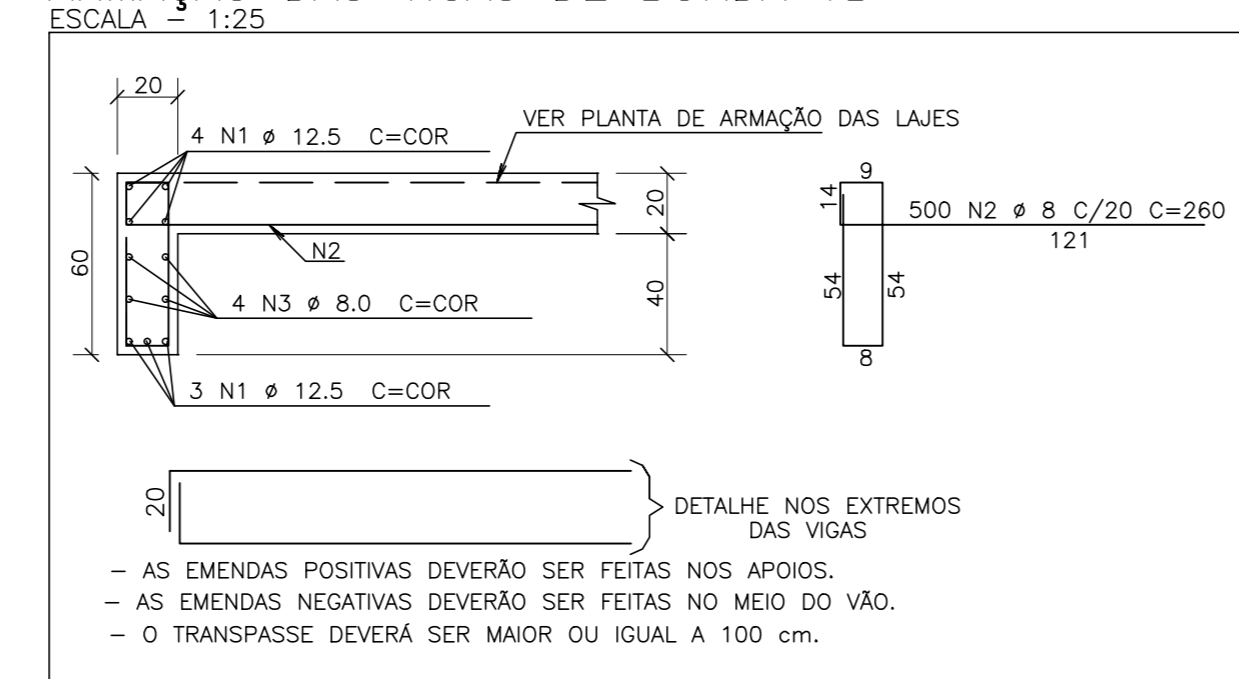 ESCALA – 1:25
20
4 N1 ø 12.5 C=COR
VER PLANTA DE ARMAÇÃO DAS LAJES
9
14
20
500 N2 ø 8 C/20 C=260
121
N2
60
54
54
40
4 N3 ø 8.0 C=COR
8
3 N1 ø 12.5 C=COR
20
DETALHE NOS EXTREMOS
DAS VIGAS
– AS EMENDAS POSITIVAS DEVERÃO SER FEITAS NOS APOIOS.
– AS EMENDAS NEGATIVAS DEVERÃO SER FEITAS NO MEIO DO VÃO.
– O TRANSPASSE DEVERÁ SER MAIOR OU IGUAL A 100 cm.